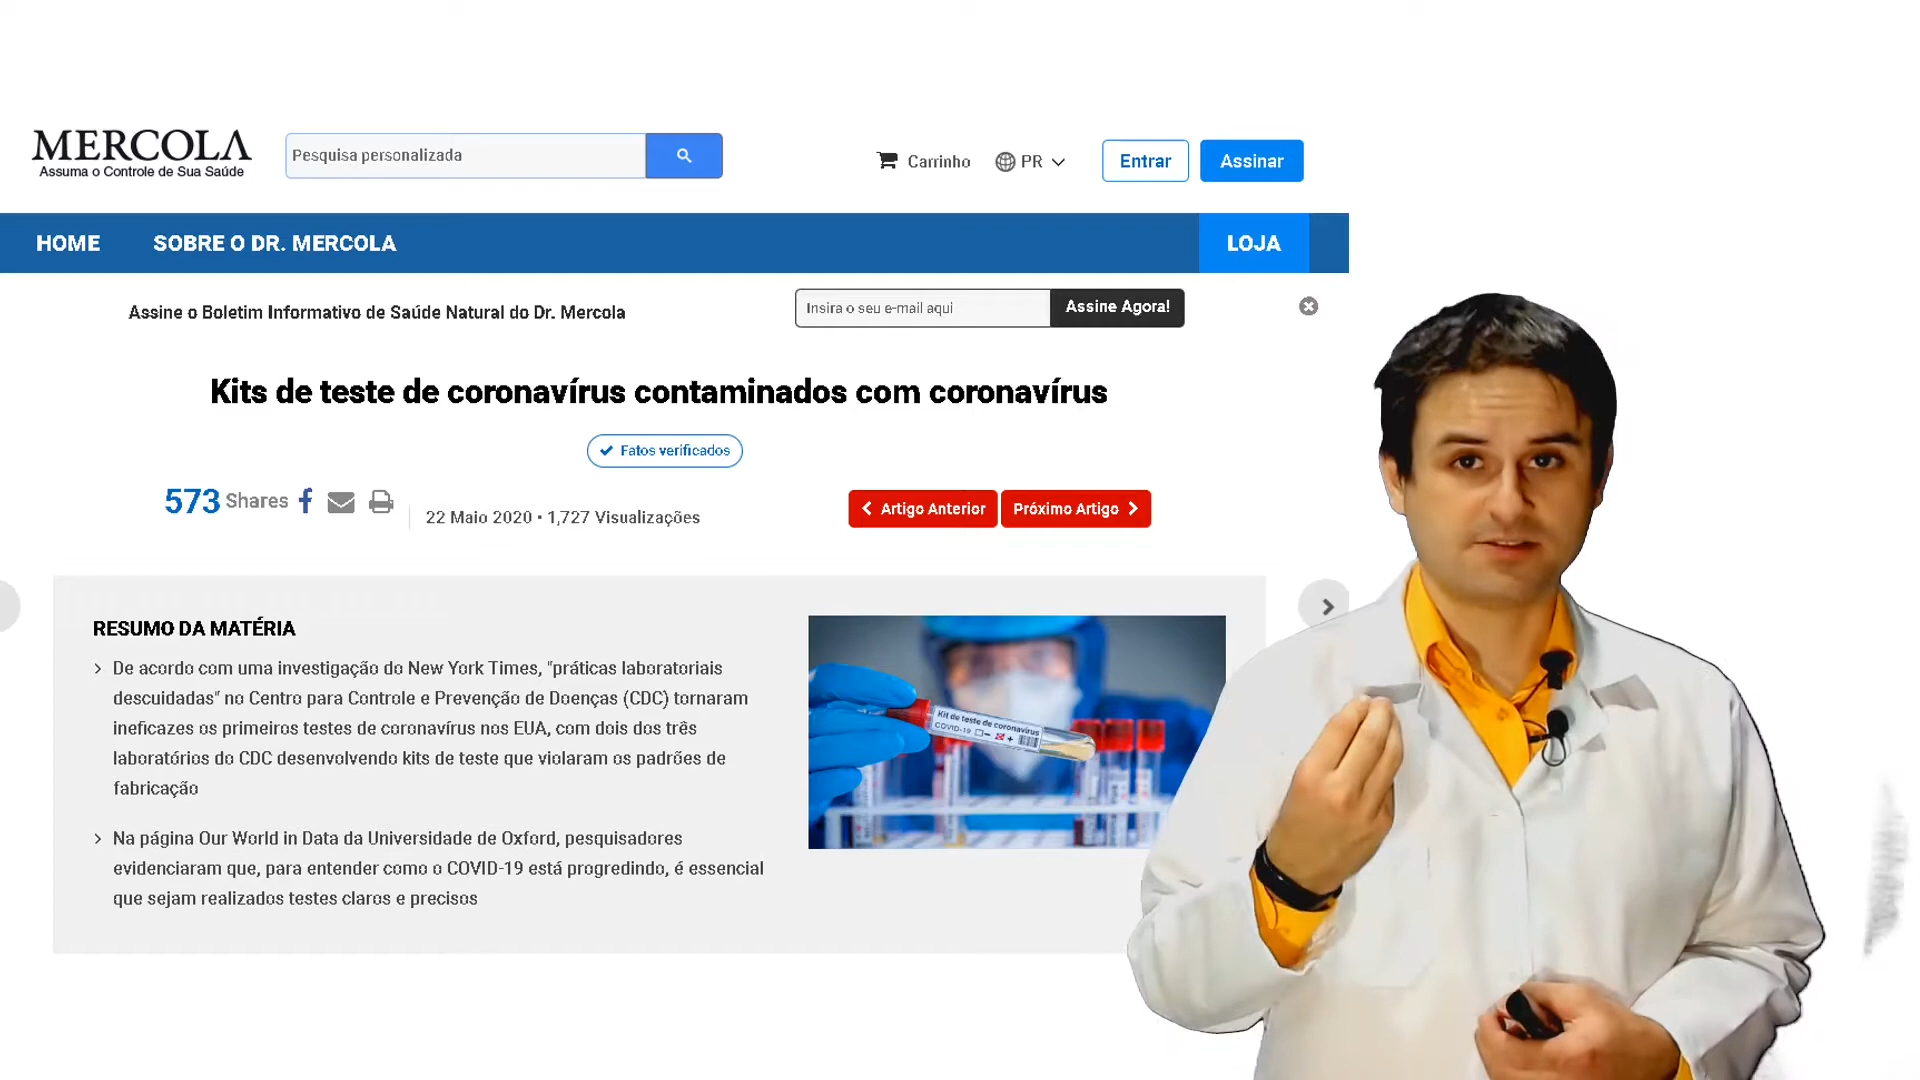 MERCOLA
Assuma o Controle de Sua Saúde
Pesquisa personalizada
Carrinho
PR
Entrar
Assinar
HOME
SOBRE O DR. MERCOLA
LOJA
Assine o Boletim Informativo de Saúde Natural do Dr. Mercola
Insira o seu e-mail aqui
Assine Agora!
Kits de teste de coronavírus contaminados com coronavírus
Fatos verificados
573 Shares
22 Maio 2020 • 1,727 Visualizações
Artigo Anterior
Próximo Artigo
RESUMO DA MATÉRIA
De acordo com uma investigação do New York Times, "práticas laboratoriais
descuidadas" no Centro para Controle e Prevenção de Doenças (CDC) tornaram
ineficazes os primeiros testes de coronavírus nos EUA, com dois dos três
laboratórios do CDC desenvolvendo kits de teste que violaram os padrões de
fabricação
Na página Our World in Data da Universidade de Oxford, pesquisadores
evidenciaram que, para entender como o COVID-19 está progredindo, é essencial
que sejam realizados testes claros e precisos
Kit de teste de coronavírus
COVID-19 - +